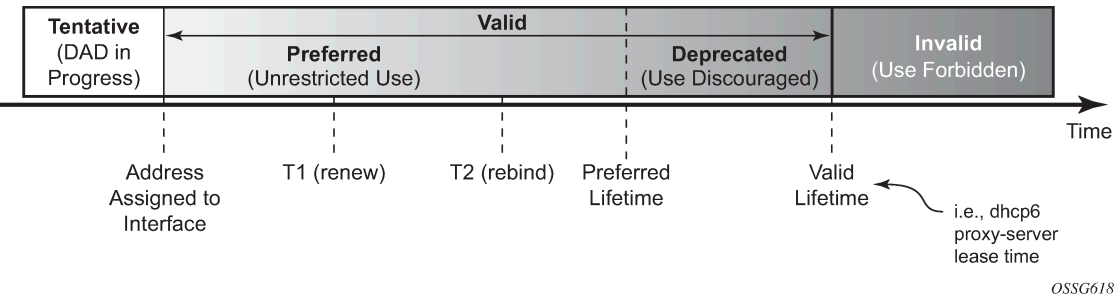 Tentative
(DAD in
Progress)
Valid
Preferred
(Unrestricted Use)
Deprecated
(Use Discouraged)
Invalid
(Use Forbidden)
Time
Address
Assigned to
Interface
T1 (renew)
T2 (rebind)
Preferred
Lifetime
Valid
Lifetime
i.e., dhcp6
proxy-server
lease time
OSSG618